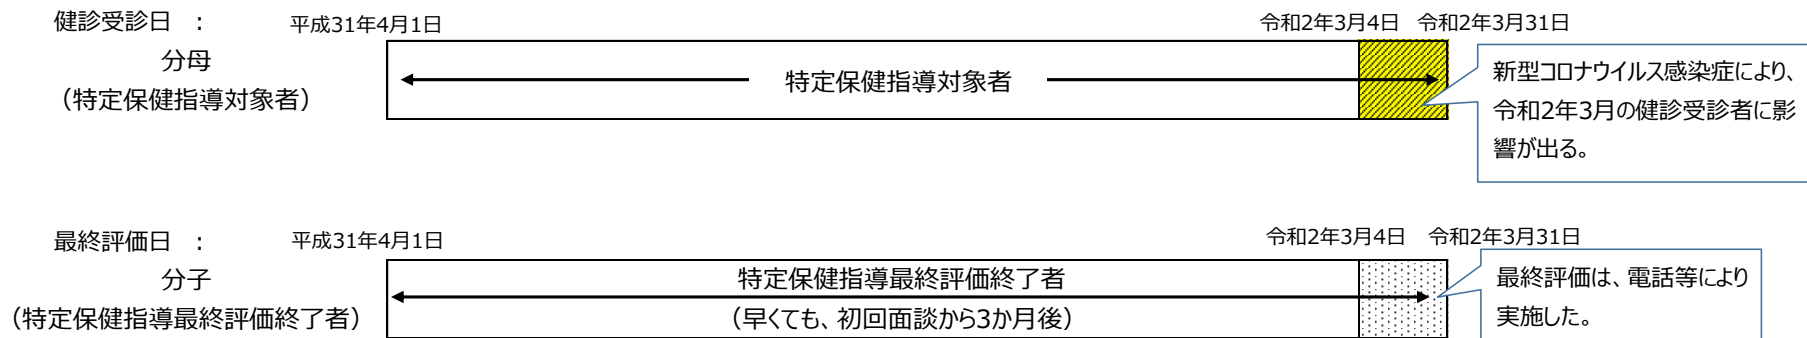 健診受診日 : 平成31年4月1日 令和2年3月4日 令和2年3月31日
分母
（特定保健指導対象者）
特定保健指導対象者
新型コロナウイルス感染症により、
令和2年3月の健診受診者に影
響が出る。
最終評価日 : 平成31年4月1日 令和2年3月4日 令和2年3月31日
分子
（特定保健指導最終評価終了者）
特定保健指導最終評価終了者
（早くても、初回面談から3か月後）
最終評価は、電話等により
実施した。